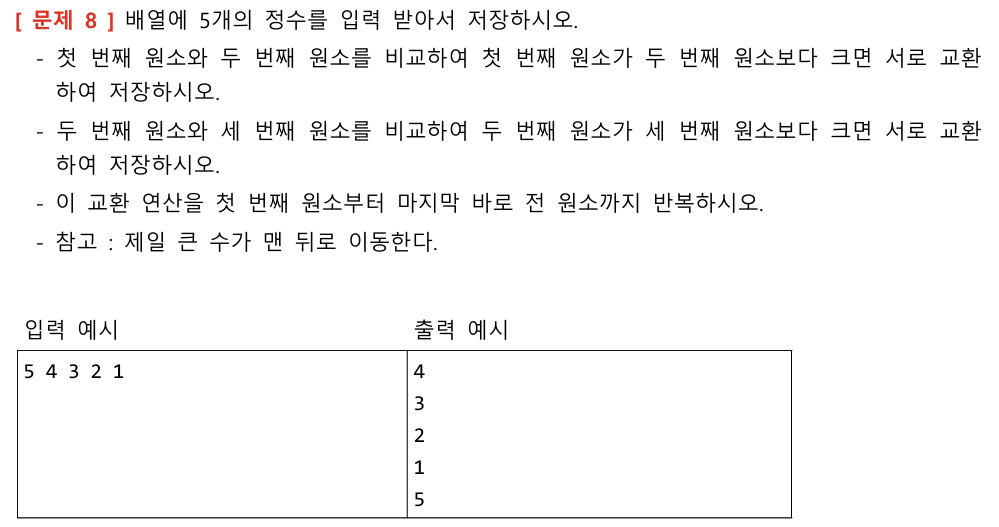 [ 문제 8 ] 배열에 5개의 정수를 입력 받아서 저장하시오.
- 첫 번째 원소와 두 번째 원소를 비교하여 첫 번째 원소가 두 번째 원소보다 크면 서로 교환
하여 저장하시오.
- 두 번째 원소와 세 번째 원소를 비교하여 두 번째 원소가 세 번째 원소보다 크면 서로 교환
하여 저장하시오.
- 이 교환 연산을 첫 번째 원소부터 마지막 바로 전 원소까지 반복하시오.
- 참고 : 제일 큰 수가 맨 뒤로 이동한다.
입력 예시
출력 예시
5 4 3 2 1
4
3
2
1
5